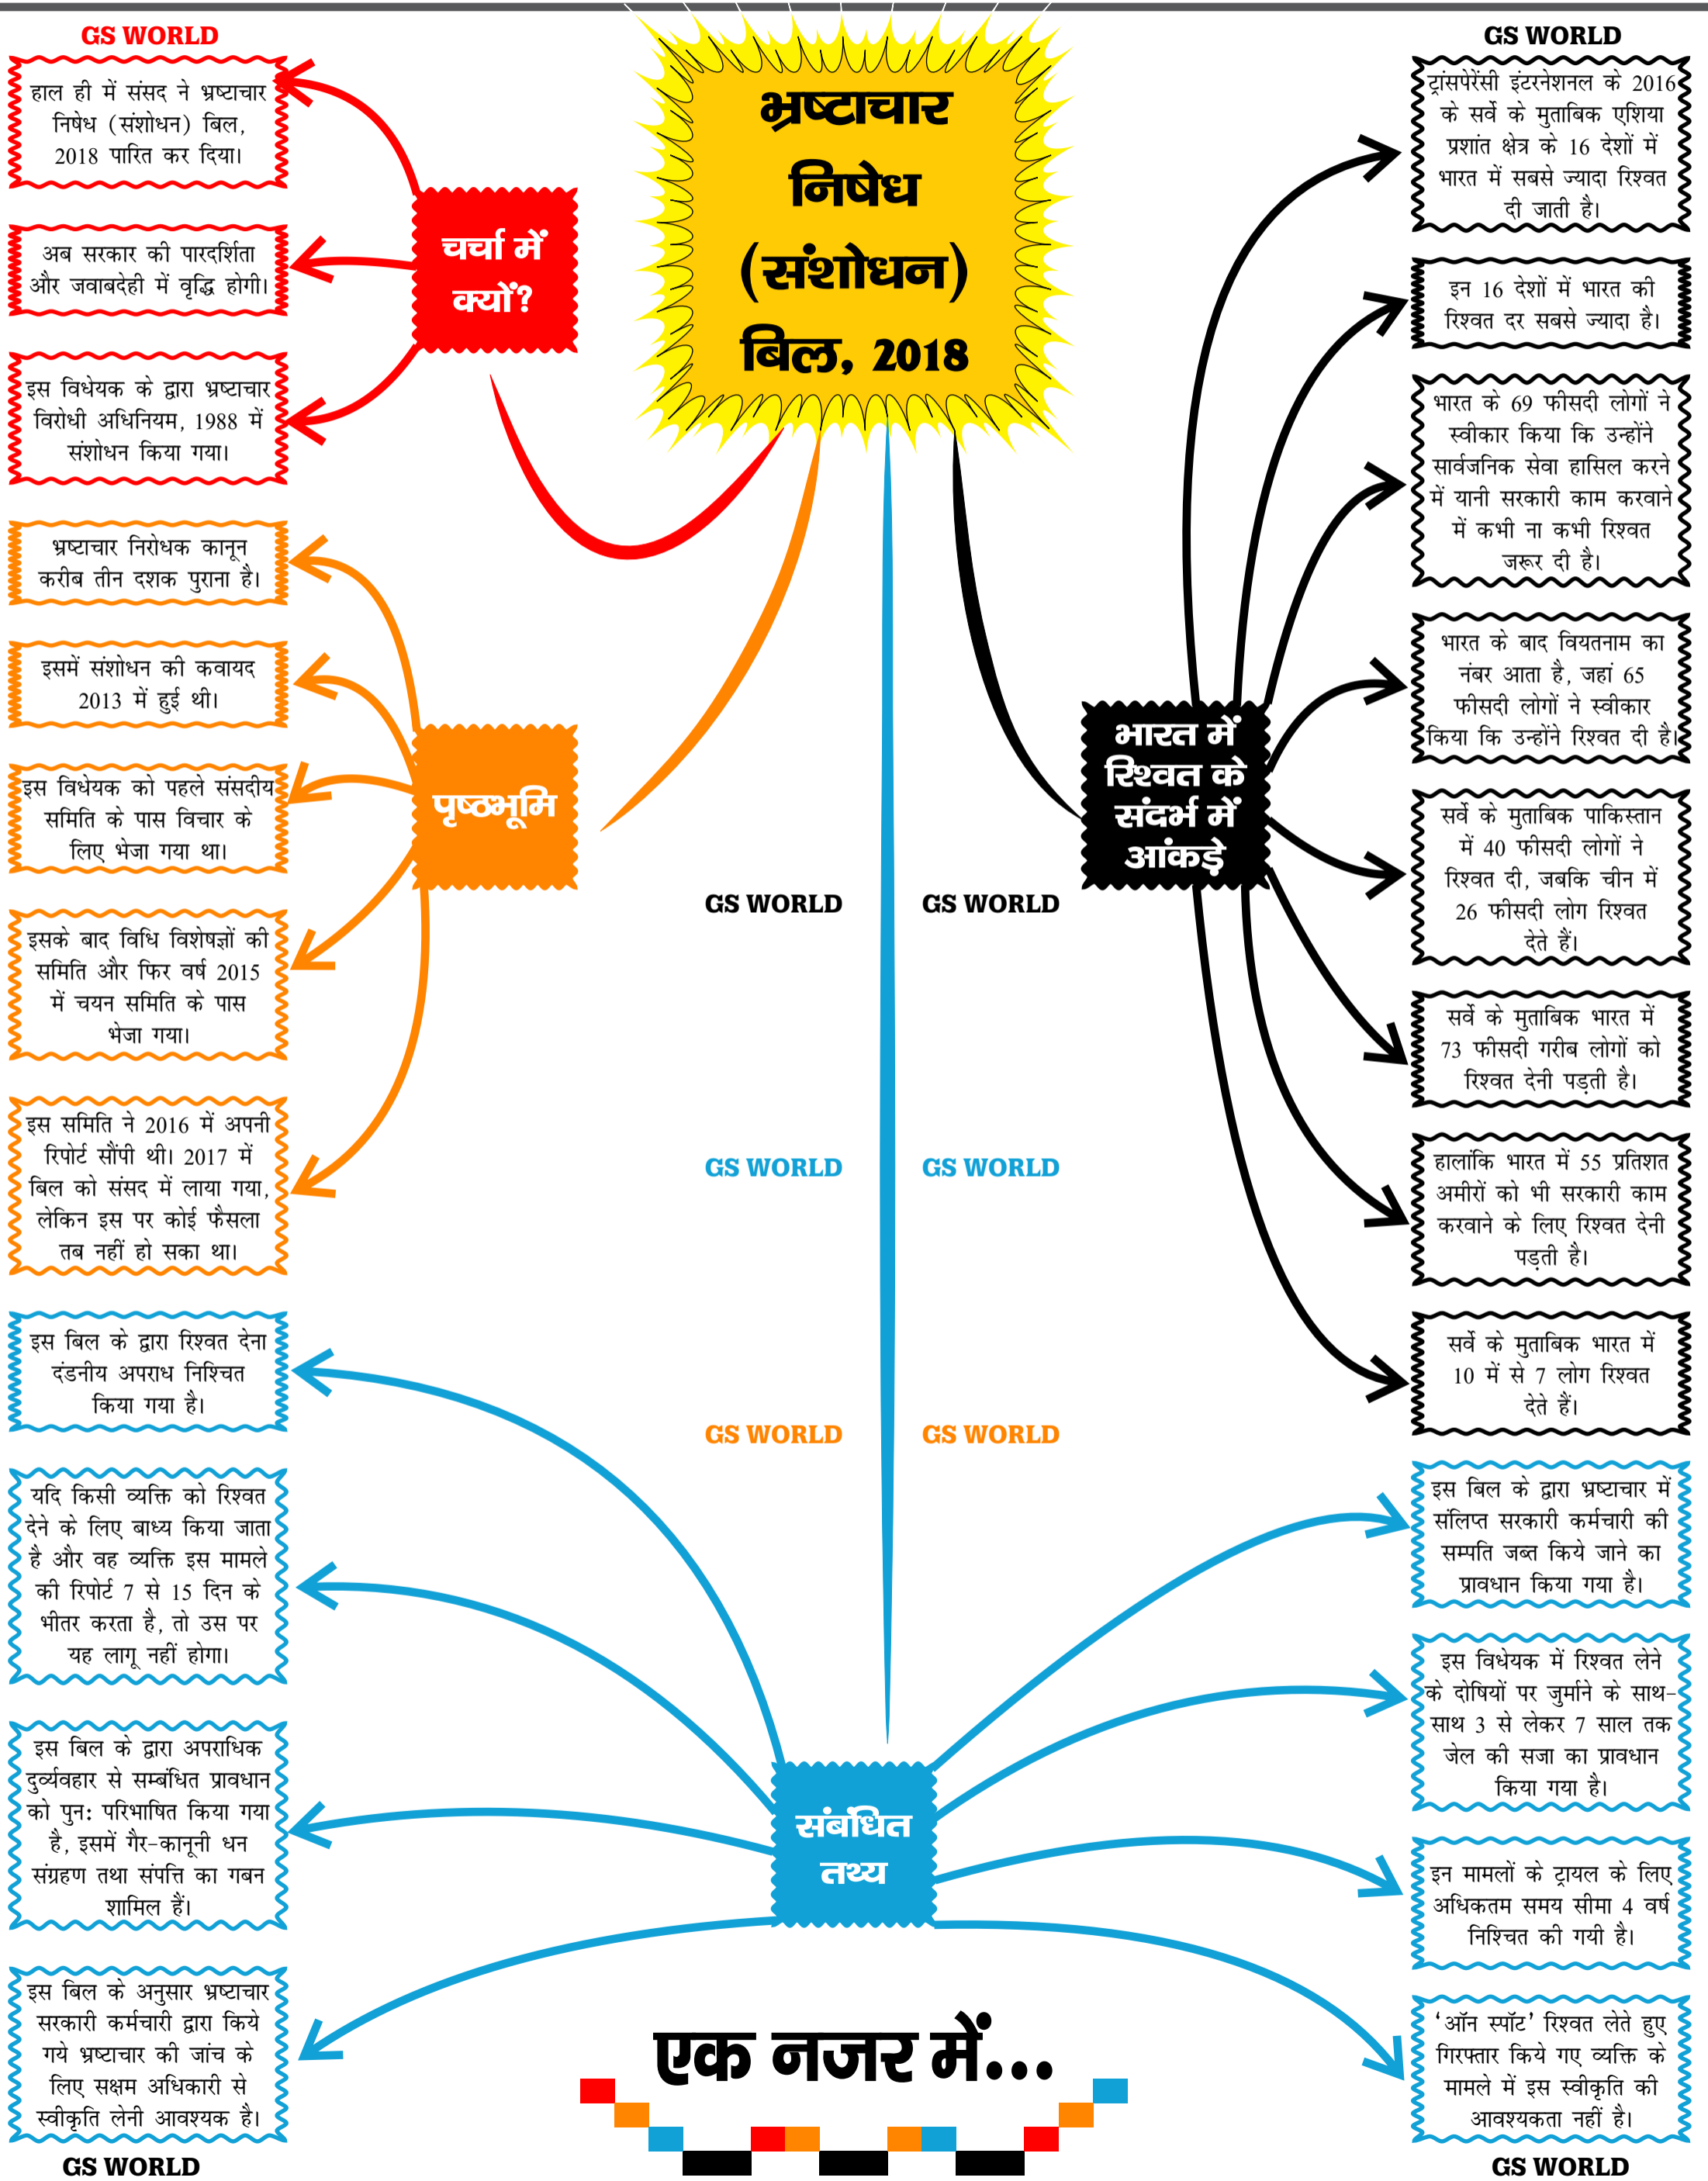 GS WORLD
हाल ही में संसद ने भ्रष्टाचार
निषेध (संशोधन) बिल,
2018 पारित कर दिया।
अब सरकार की पारदर्शिता
और जवाबदेही में वृद्धि होगी।
इस विधेयक के द्वारा भ्रष्टाचार
विरोधी अधिनियम, 1988 में
संशोधन किया गया।
चर्चा में
क्यों?
भ्रष्टाचार
निषेध
(संशोधन)
बिल, 2018
भ्रष्टाचार निरोधक कानून
करीब तीन दशक पुराना है।
इसमें संशोधन की कवायद
2013 में हुई थी।
इस विधेयक को पहले संसदीय
समिति के पास विचार के
लिए भेजा गया था।
इसके बाद विधि विशेषज्ञों की
समिति और फिर वर्ष 2015
में चयन समिति के पास
भेजा गया।
इस समिति ने 2016 में अपनी
रिपोर्ट सौंपी थी। 2017 में
बिल को संसद में लाया गया,
लेकिन इस पर कोई फैसला
तब नहीं हो सका था।
पृष्ठभूमि
GS WORLD
ट्रांसपेरेंसी इंटरनेशनल के 2016
के सर्वे के मुताबिक एशिया
प्रशांत क्षेत्र के 16 देशों में
भारत में सबसे ज्यादा रिश्वत
दी जाती है।
इन 16 देशों में भारत की
रिश्वत दर सबसे ज्यादा है।
भारत के 69 फीसदी लोगों ने
स्वीकार किया कि उन्होंने
सार्वजनिक सेवा हासिल करने
में यानी सरकारी काम करवाने
में कभी ना कभी रिश्वत
जरूर दी है।
भारत के बाद वियतनाम का
नंबर आता है, जहां 65
फीसदी लोगों ने स्वीकार
किया कि उन्होंने रिश्वत दी है।
सर्वे के मुताबिक पाकिस्तान
में 40 फीसदी लोगों ने
रिश्वत दी, जबकि चीन में
26 फीसदी लोग रिश्वत
देते हैं।
सर्वे के मुताबिक भारत में
73 फीसदी गरीब लोगों को
रिश्वत देनी पड़ती है।
हालांकि भारत में 55 प्रतिशत
अमीरों को भी सरकारी काम
करवाने के लिए रिश्वत देनी
पड़ती है।
सर्वे के मुताबिक भारत में
10 में से 7 लोग रिश्वत
देते हैं।
भारत में
रिश्वत के
संदर्भ में
आंकड़े
GS WORLD
GS WORLD
GS WORLD
GS WORLD
GS WORLD
GS WORLD
इस बिल के द्वारा रिश्वत देना
दंडनीय अपराध निश्चित
किया गया है।
यदि किसी व्यक्ति को रिश्वत
देने के लिए बाध्य किया जाता
है और वह व्यक्ति इस मामले
की रिपोर्ट 7 से 15 दिन के
भीतर करता है, तो उस पर
यह लागू नहीं होगा।
इस बिल के द्वारा अपराधिक
दुर्व्यवहार से सम्बंधित प्रावधान
को पुन: परिभाषित किया गया
है, इसमें गैर-कानूनी धन
संग्रहण तथा संपत्ति का गबन
शामिल हैं।
इस बिल के अनुसार भ्रष्टाचार
सरकारी कर्मचारी द्वारा किये
गये भ्रष्टाचार की जांच के
लिए सक्षम अधिकारी से
स्वीकृति लेनी आवश्यक है।
GS WORLD
संबंधित
तथ्य
इस बिल के द्वारा भ्रष्टाचार में
संलिप्त सरकारी कर्मचारी की
सम्पति जब्त किये जाने का
प्रावधान किया गया है।
इस विधेयक में रिश्वत लेने
के दोषियों पर जुर्माने के साथ-
साथ 3 से लेकर 7 साल तक
जेल की सजा का प्रावधान
किया गया है।
इन मामलों के ट्रायल के लिए
अधिकतम समय सीमा 4 वर्ष
निश्चित की गयी है।
‘ऑन स्पॉट’ रिश्वत लेते हुए
गिरफ्तार किये गए व्यक्ति के
मामले में इस स्वीकृति की
आवश्यकता नहीं है।
GS WORLD
एक नजर में...